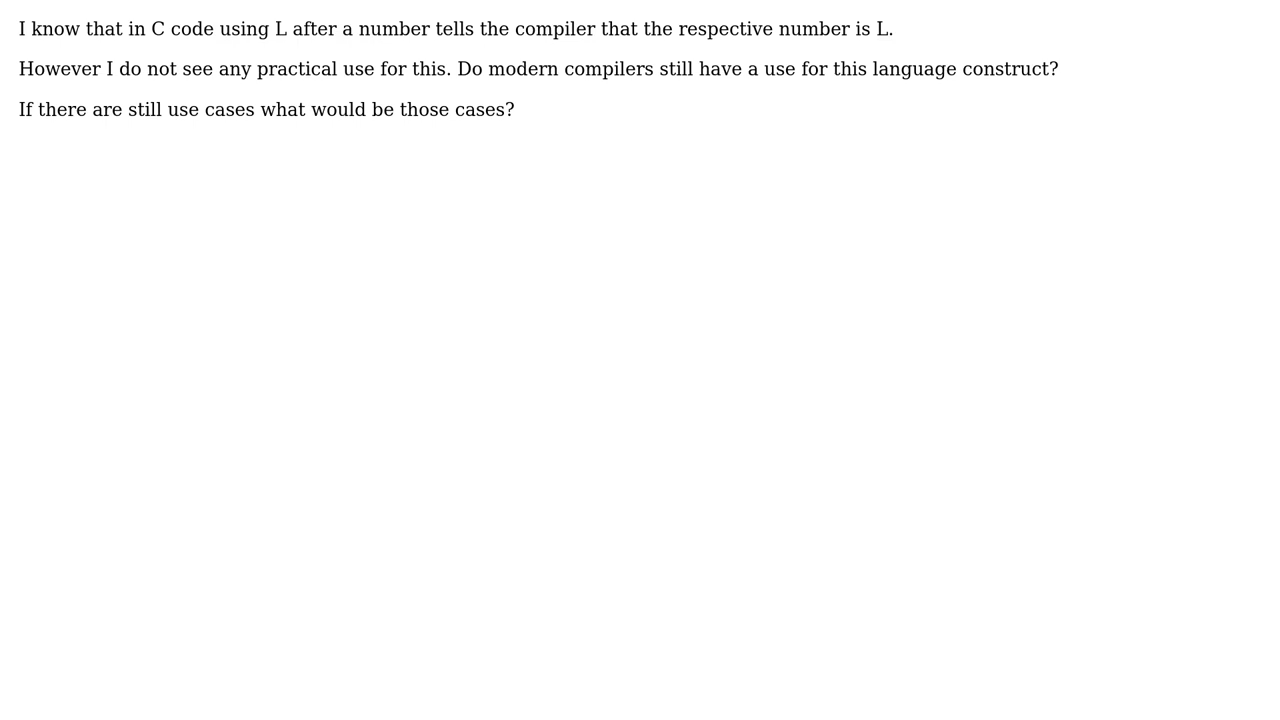 I know that in C code using L after a number tells the compiler that the respective number is L.
However I do not see any practical use for this. Do modern compilers still have a use for this language construct?
If there are still use cases what would be those cases?